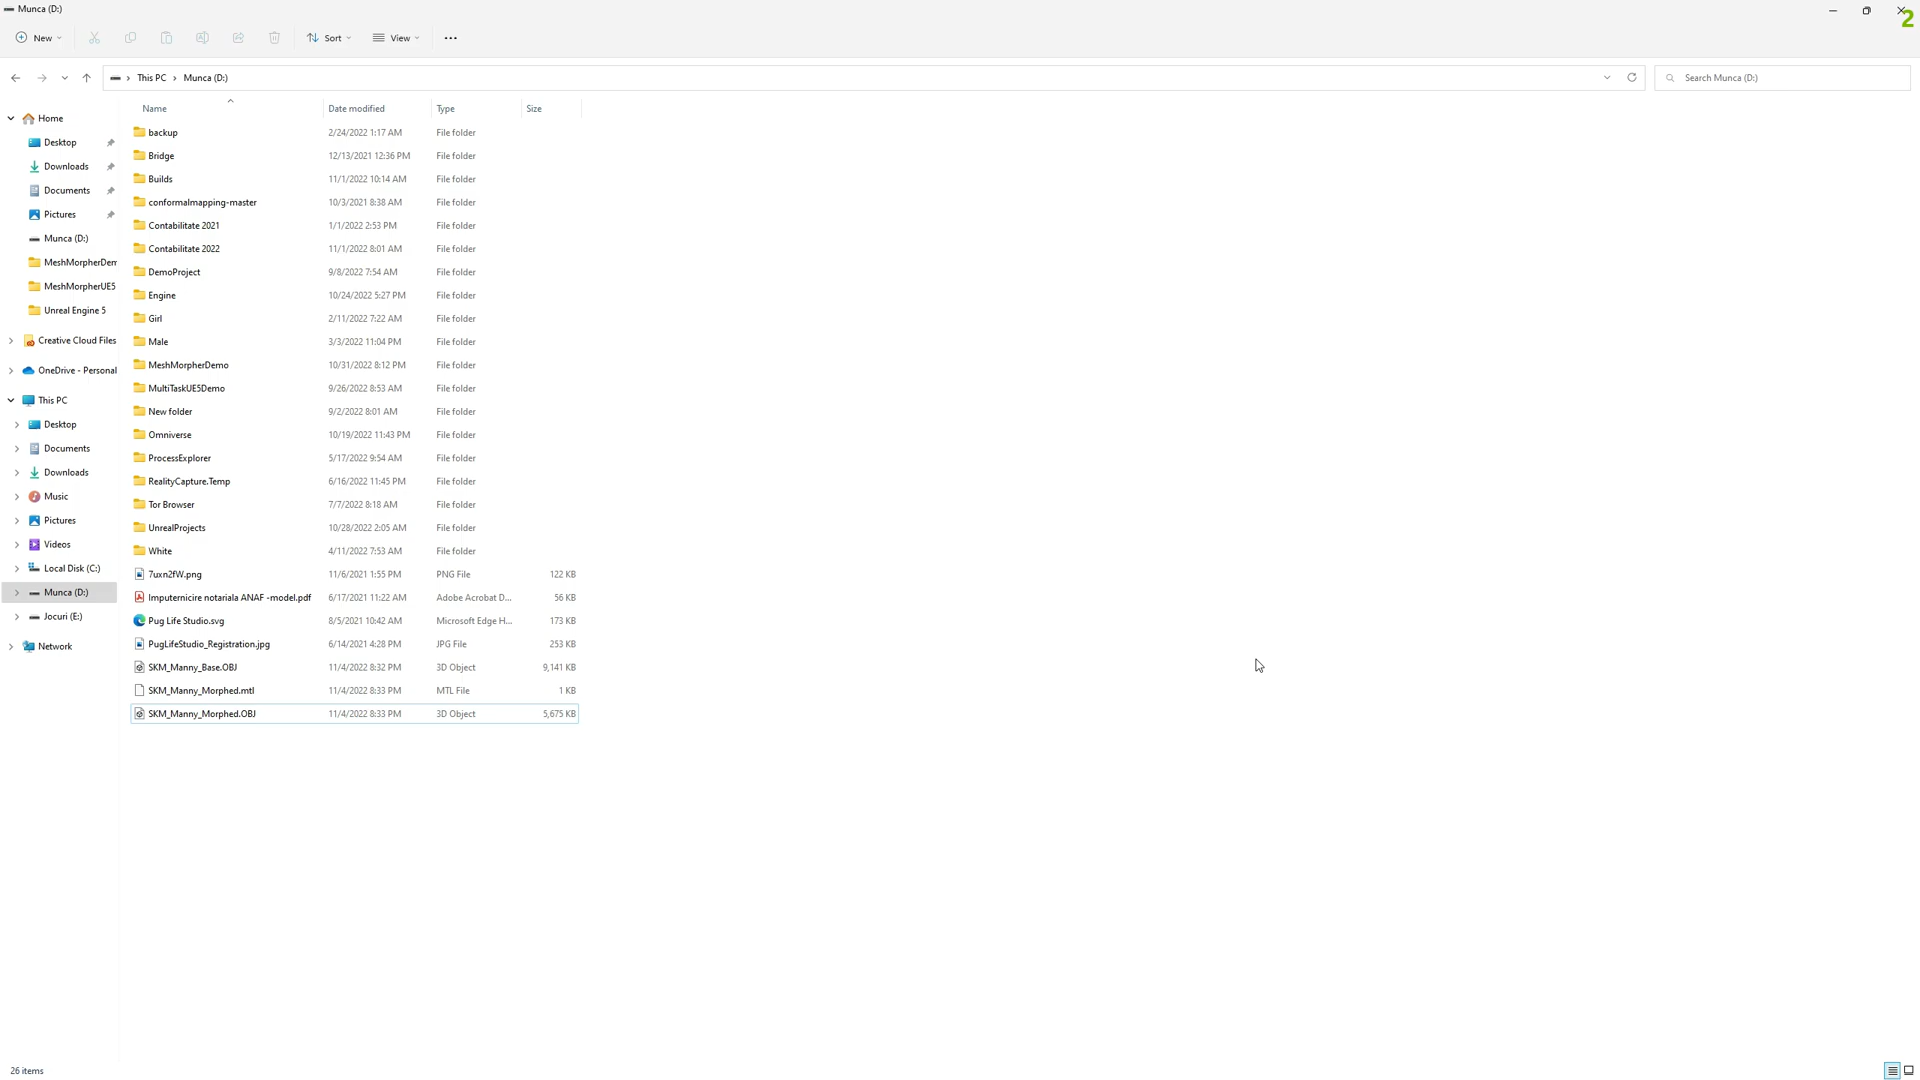 Munca (D:)
2
New
Sort
View
This PC > Munca (D:)
Search Munca (D:)
Name Date modified Type Size
Home
Desktop
Downloads
Documents
Pictures
Munca (D:)
MeshMorpherDem
MeshMorpherUE5
Unreal Engine 5
Creative Cloud Files
OneDrive - Personal
This PC
Desktop
Documents
Downloads
Music
Pictures
Videos
Local Disk (C:)
Munca (D:)
Jocuri (E:)
Network
backup 2/24/2022 1:17 AM File folder
Bridge 12/13/2021 12:36 PM File folder
Builds 11/1/2022 10:14 AM File folder
conformalmapping-master 10/3/2021 8:38 AM File folder
Contabilitate 2021 1/1/2022 2:53 PM File folder
Contabilitate 2022 11/1/2022 8:01 AM File folder
DemoProject 9/8/2022 7:54 AM File folder
Engine 10/24/2022 5:27 PM File folder
Girl 2/11/2022 7:22 AM File folder
Male 3/3/2022 11:04 PM File folder
MeshMorpherDemo 10/31/2022 8:12 PM File folder
MultiTaskUE5Demo 9/26/2022 8:53 AM File folder
New folder 9/2/2022 8:01 AM File folder
Omniverse 10/19/2022 11:43 PM File folder
ProcessExplorer 5/17/2022 9:54 AM File folder
RealityCapture.Temp 6/16/2022 11:45 PM File folder
Tor Browser 7/7/2022 8:18 AM File folder
UnrealProjects 10/28/2022 2:05 AM File folder
White 4/11/2022 7:53 AM File folder
7uxn2fW.png 11/6/2021 1:55 PM PNG File 122 KB
Imputernicire notariala ANAF -model.pdf 6/17/2021 11:22 AM Adobe Acrobat D... 56 KB
Pug Life Studio.svg 8/5/2021 10:42 AM Microsoft Edge H... 173 KB
PugLifeStudio_Registration.jpg 6/14/2021 4:28 PM JPG File 253 KB
SKM_Manny_Base.OBJ 11/4/2022 8:32 PM 3D Object 9,141 KB
SKM_Manny_Morphed.mtl 11/4/2022 8:33 PM MTL File 1 KB
SKM_Manny_Morphed.OBJ 11/4/2022 8:33 PM 3D Object 5,675 KB
26 items